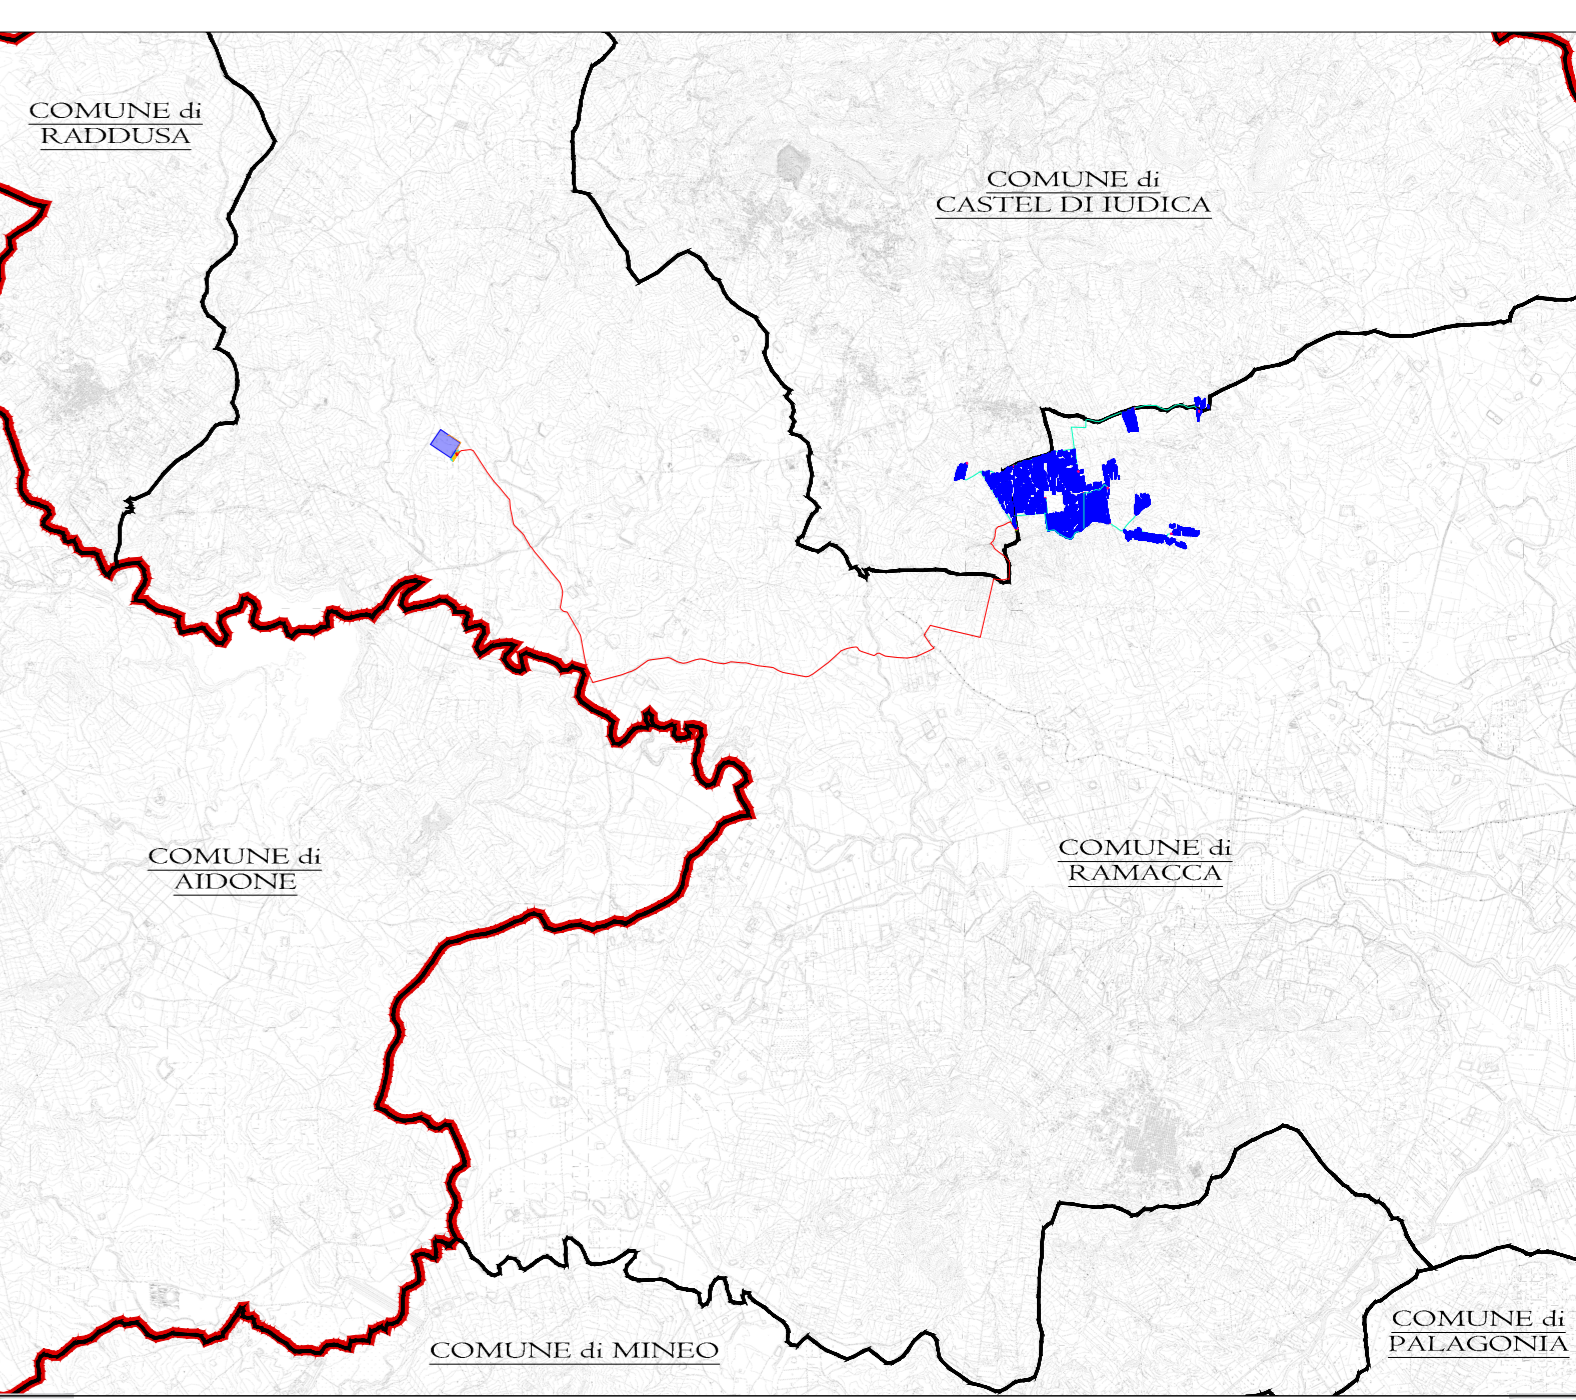 COMUNE di
RADDUSA
COMUNE di
CASTEL DI IUDICA
COMUNE di
AIDONE
COMUNE di
RAMACCA
COMUNE di MINEO
COMUNE di
PALAGONIA